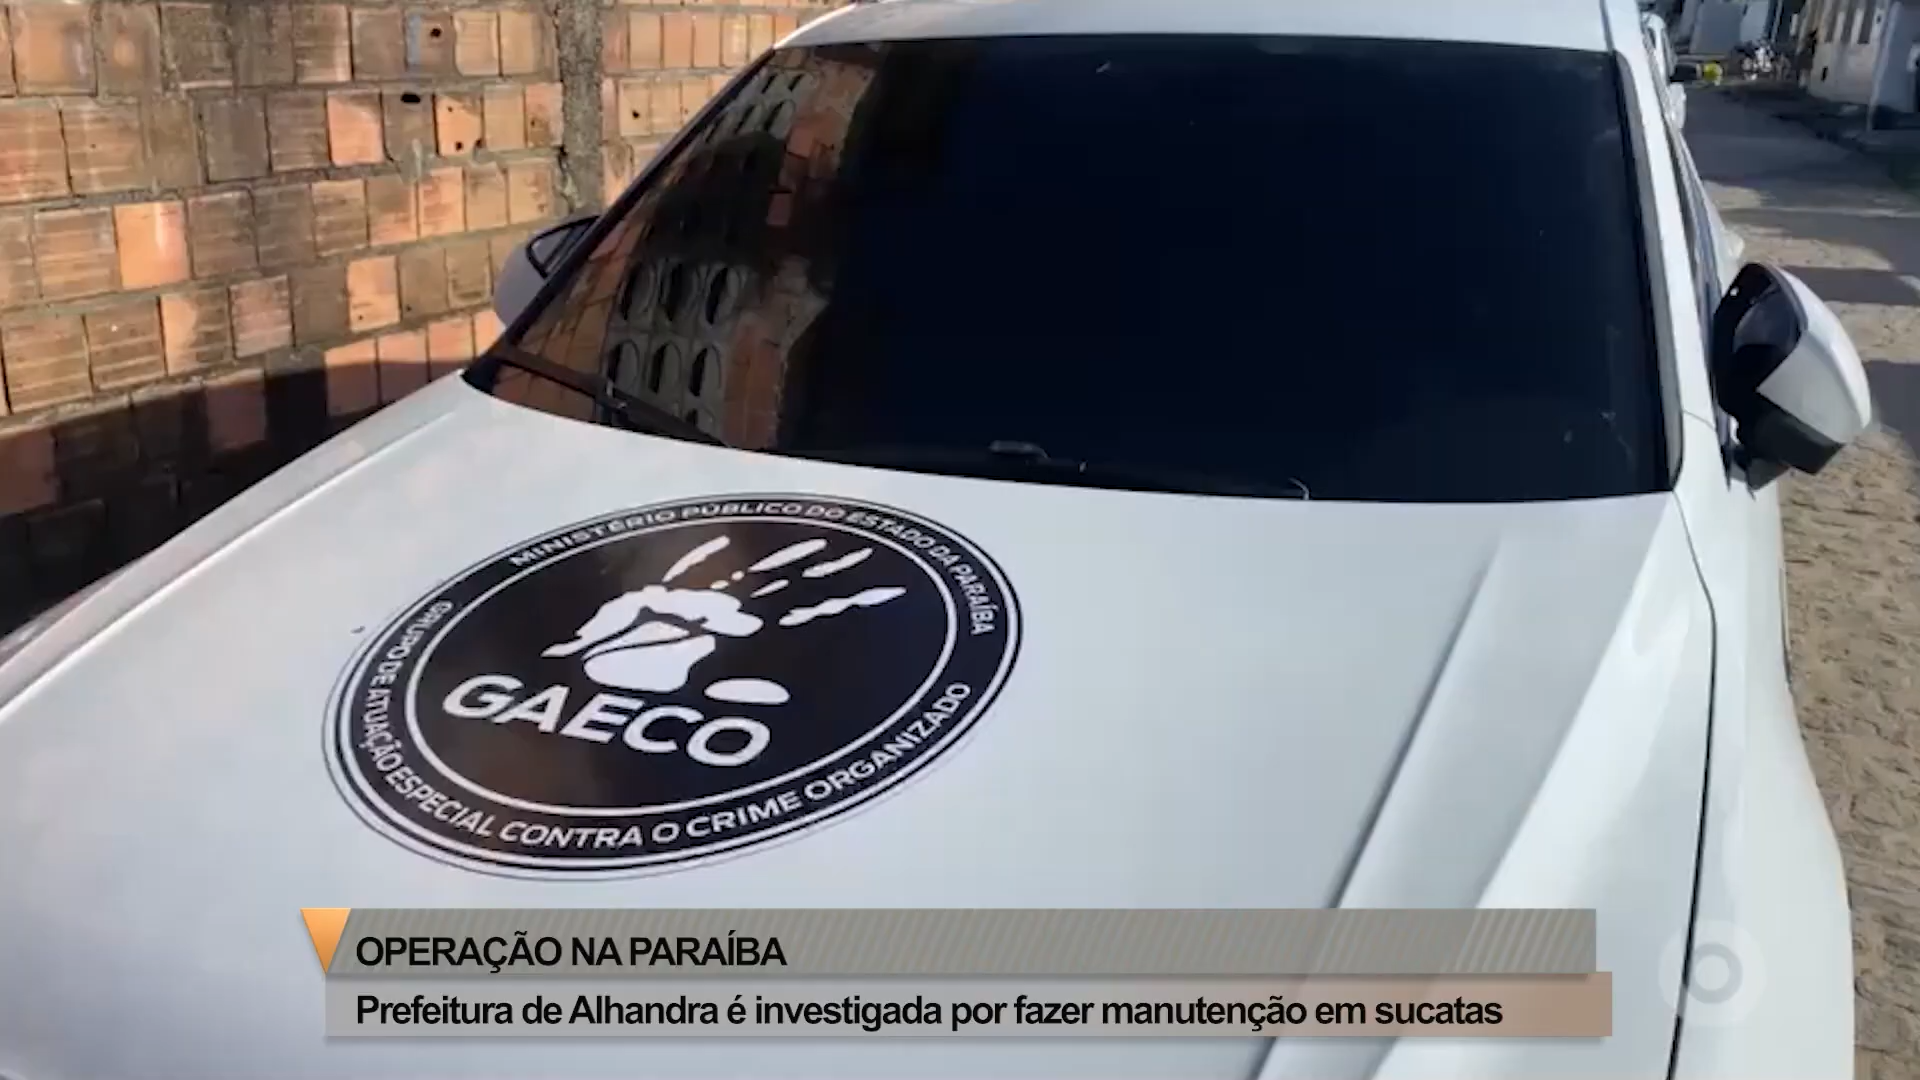 MINISTÉRIO PÚBLICO DO ESTADO DA PARAÍBA
GAECO
GRUPO DE ATUAÇÃO ESPECIAL CONTRA O CRIME ORGANIZADO
OPERAÇÃO NA PARAÍBA
Prefeitura de Alhandra é investigada por fazer manutenção em sucatas